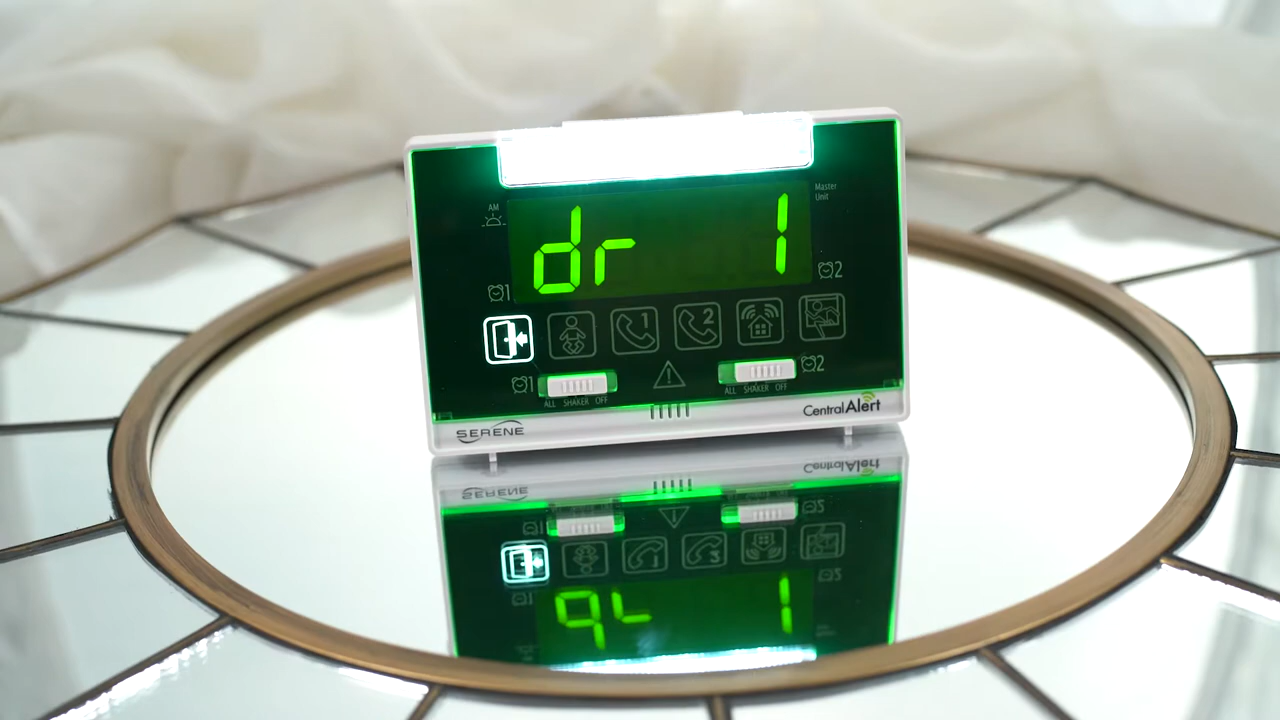 AM
Master
Unit
dr 1
1
2
1
2
1
2
ALL SHAKER OFF
ALL SHAKER OFF
SERENE
CentralAlert